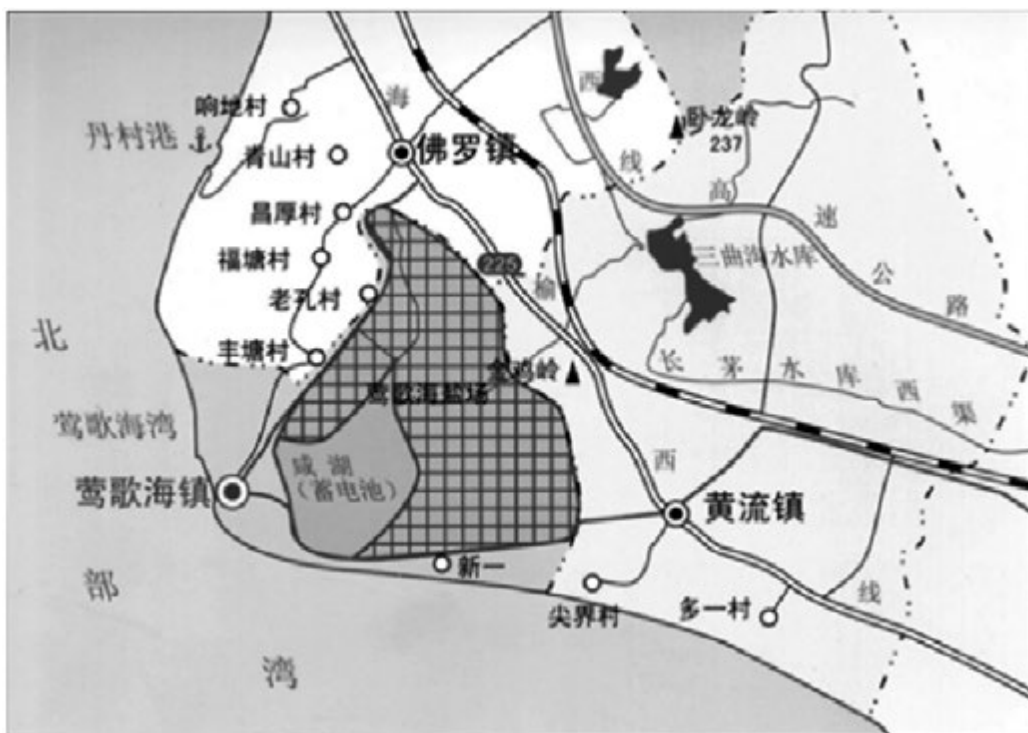 响地村
丹村港
青山村
佛罗镇
昌厚村
福塘村
老孔村
丰塘村
海
榆
西
线
225
西
线
高
速
公
路
卧龙岭
237
三曲沟水库
长茅水库西渠
金鸡岭
莺歌海盐场
咸湖
(蓄电池)
莺歌海湾
莺歌海镇
黄流镇
新一
尖界村
多一村
北
部
湾